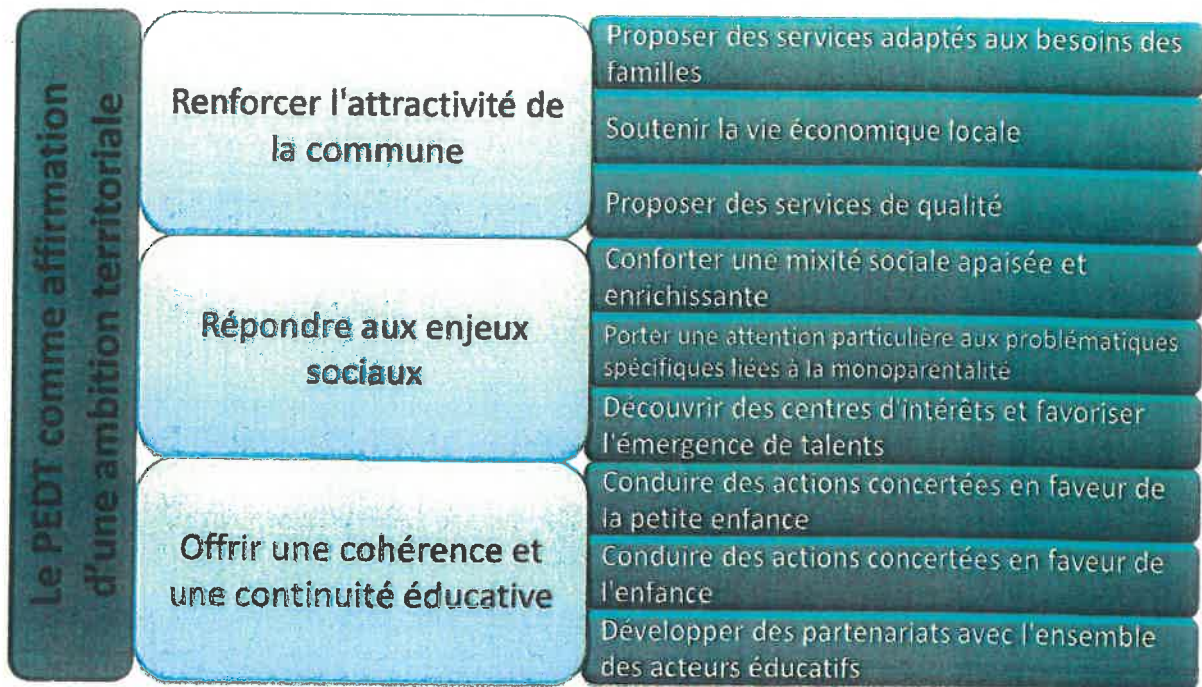 Le PEDT comme affirmation
d'une ambition territoriale
Renforcer l'attractivité de
la commune
Proposer des services adaptés aux besoins des
familles
Soutenir la vie économique locale
Proposer des services de qualité
Répondre aux enjeux
sociaux
Conforter une mixité sociale apaisée et
enrichissante
Porter une attention particulière aux problématiques
spécifiques liées à la monoparentalité
Découvrir des centres d'intérêts et favoriser
l'émergence de talents
Offrir une cohérence et
une continuité éducative
Conduire des actions concertées en faveur de
la petite enfance
Conduire des actions concertées en faveur de
l'enfance
Développer des partenariats avec l'ensemble
des acteurs éducatifs